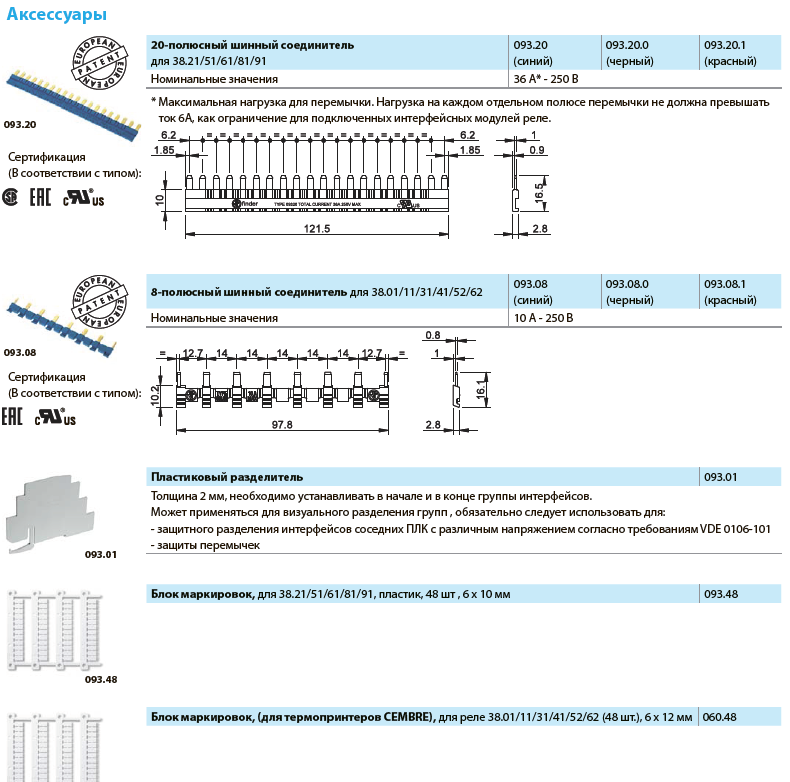 Аксессуары
EUROPEAN PATENT EUROPEAN
093.20
20-полюсный шинный соединитель
для 38.21/51/61/81/91
093.20
(синий)
093.20.0
(черный)
093.20.1
(красный)
Номинальные значения
36 А* - 250 В
* Максимальная нагрузка для перемычки. Нагрузка на каждом отдельном полюсе перемычки не должна превышать
ток 6А, как ограничение для подключенных интерфейсных модулей реле.
Сертификация
(В соответствии с типом):
EAC c RU ® US
6.2 = = = = = = = = = = = = = = = = = = 6.2
1.85 1.85
10
finder TYPE 09320 TOTAL CURRENT 36A 250V MAX
121.5
1
0.9
16.5
2.8
EUROPEAN PATENT EUROPEAN
093.08
8-полюсный шинный соединитель для 38.01/11/31/41/52/62
093.08
(синий)
093.08.0
(черный)
093.08.1
(красный)
Номинальные значения
10 А - 250 В
Сертификация
(В соответствии с типом):
EAC c RU ® US
= 12.7 14 14 14 14 14 12.7 =
10.2
97.8
0.8
1
16.1
2.8
093.01
Пластиковый разделитель
093.01
Толщина 2 мм, необходимо устанавливать в начале и в конце группы интерфейсов.
Может применяться для визуального разделения групп , обязательно следует использовать для:
- защитного разделения интерфейсов соседних ПЛК с различным напряжением согласно требованиям VDE 0106-101
- защиты перемычек
093.48
Блок маркировок, для 38.21/51/61/81/91, пластик, 48 шт , 6 x 10 мм
093.48
Блок маркировок, (для термопринтеров CEMBRE), для реле 38.01/11/31/41/52/62 (48 шт.), 6 x 12 мм
060.48